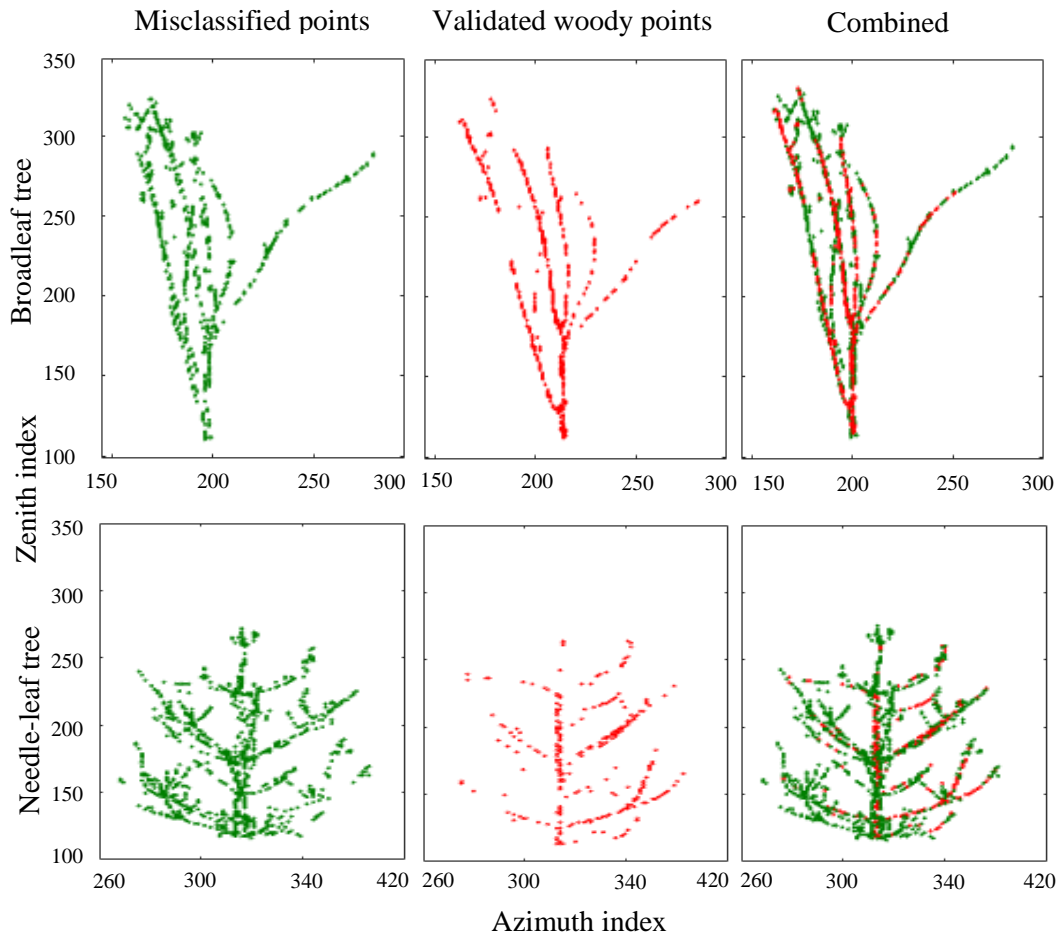 Misclassified points Validated woody points Combined
Broadleaf tree
350
300
250
200
150
100
150 200 250 300 150 200 250 300 150 200 250 300
Zenith index
Needle-leaf tree
350
300
250
200
150
100
260 300 340 420 300 340 420 300 340 420
Azimuth index